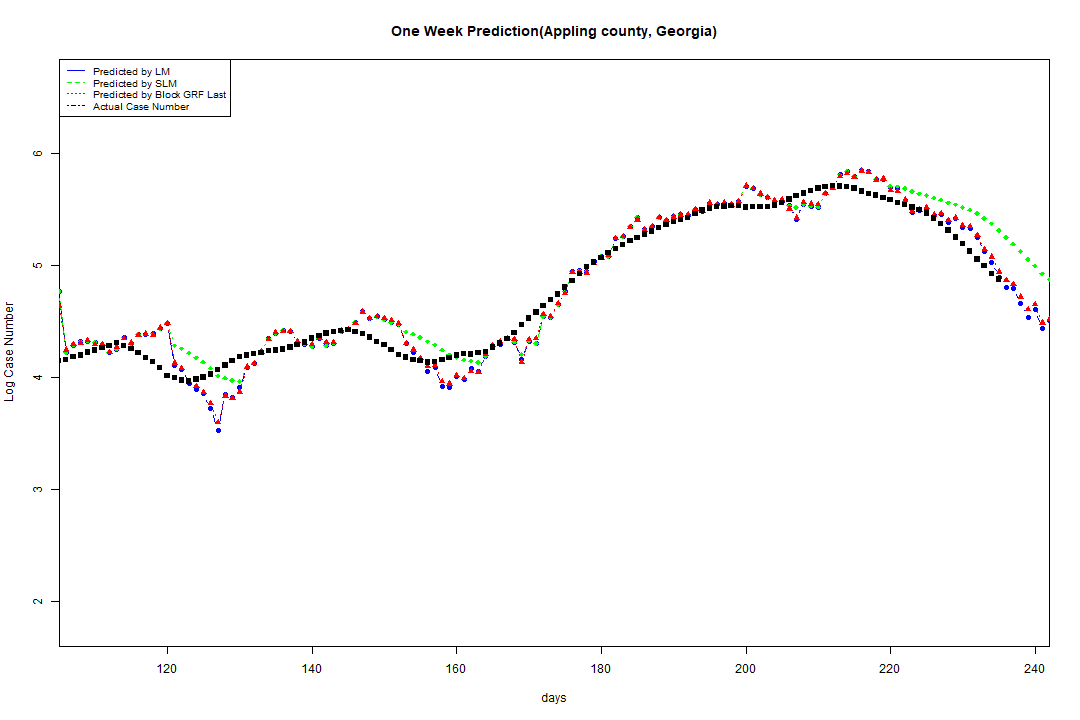 One Week Prediction(Appling county, Georgia)
Predicted by LM
Predicted by SLM
Predicted by Block GRF Last
Actual Case Number
6
5
4
3
2
Log Case Number
120 140 160 180 200 220 240
days